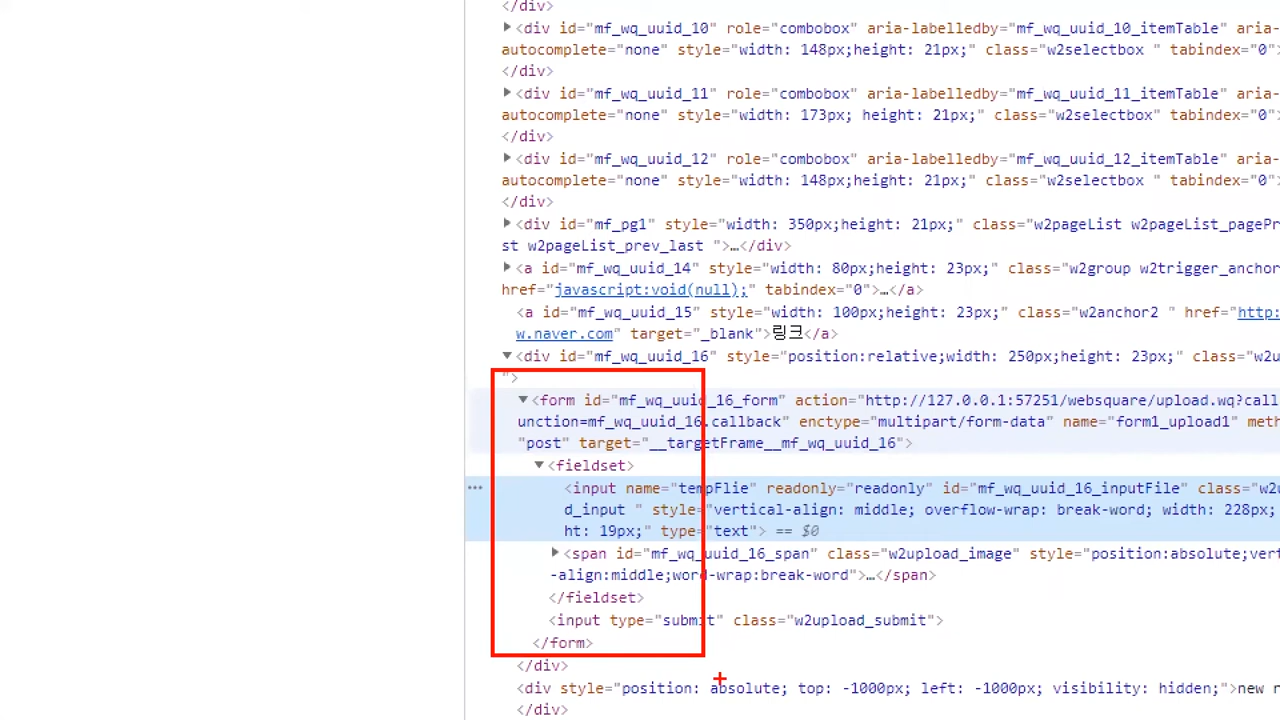 </div>
<div id="mf_wq_uuid_10" role="combobox" aria-labelledby="mf_wq_uuid_10_itemTable" aria-
autocomplete="none" style="width: 148px;height: 21px;" class="w2selectbox " tabindex="0">
</div>
<div id="mf_wq_uuid_11" role="combobox" aria-labelledby="mf_wq_uuid_11_itemTable" aria-
autocomplete="none" style="width: 173px; height: 21px;" class="w2selectbox" tabindex="0">
</div>
<div id="mf_wq_uuid_12" role="combobox" aria-labelledby="mf_wq_uuid_12_itemTable" aria-
autocomplete="none" style="width: 148px;height: 21px;" class="w2selectbox " tabindex="0">
</div>
<div id="mf_pg1" style="width: 350px;height: 21px;" class="w2pageList w2pageList_pagePr
st w2pageList_prev_last ">…</div>
<a id="mf_wq_uuid_14" style="width: 80px;height: 23px;" class="w2group w2trigger_anchor
href="javascript:void(null);" tabindex="0">…</a>
<a id="mf_wq_uuid_15" style="width: 100px;height: 23px;" class="w2anchor2 " href="http:
w.naver.com" target="_blank">링크</a>
<div id="mf_wq_uuid_16" style="position:relative;width: 250px;height: 23px;" class="w2u
">
<form id="mf_wq_uuid_16_form" action="http://127.0.0.1:57251/websquare/upload.wq?call
unction=mf_wq_uuid_16.callback" enctype="multipart/form-data" name="form1_upload1" meth
"post" target="__targetFrame__mf_wq_uuid_16">
<fieldset>
<input name="tempFlie" readonly="readonly" id="mf_wq_uuid_16_inputFile" class="w2u
d_input " style="vertical-align: middle; overflow-wrap: break-word; width: 228px;
ht: 19px;" type="text"> == $0
<span id="mf_wq_uuid_16_span" class="w2upload_image" style="position:absolute;vert
-align:middle;word-wrap:break-word">…</span>
</fieldset>
<input type="submit" class="w2upload_submit">
</form>
</div>
<div style="position: absolute; top: -1000px; left: -1000px; visibility: hidden;">new r
</div>